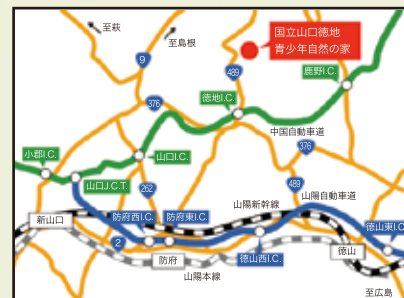 至萩
至島根
9
489
国立山口徳地
青少年自然の家
鹿野I.C.
376
徳地I.C.
中国自動車道
376
小郡I.C.
山口I.C.
山口J.C.T.
262
489
山陽自動車道
防府西I.C.
防府東I.C.
山陽新幹線
新山口
2
防府
徳山西I.C.
徳山
徳山東I.C
山陽本線
至広島